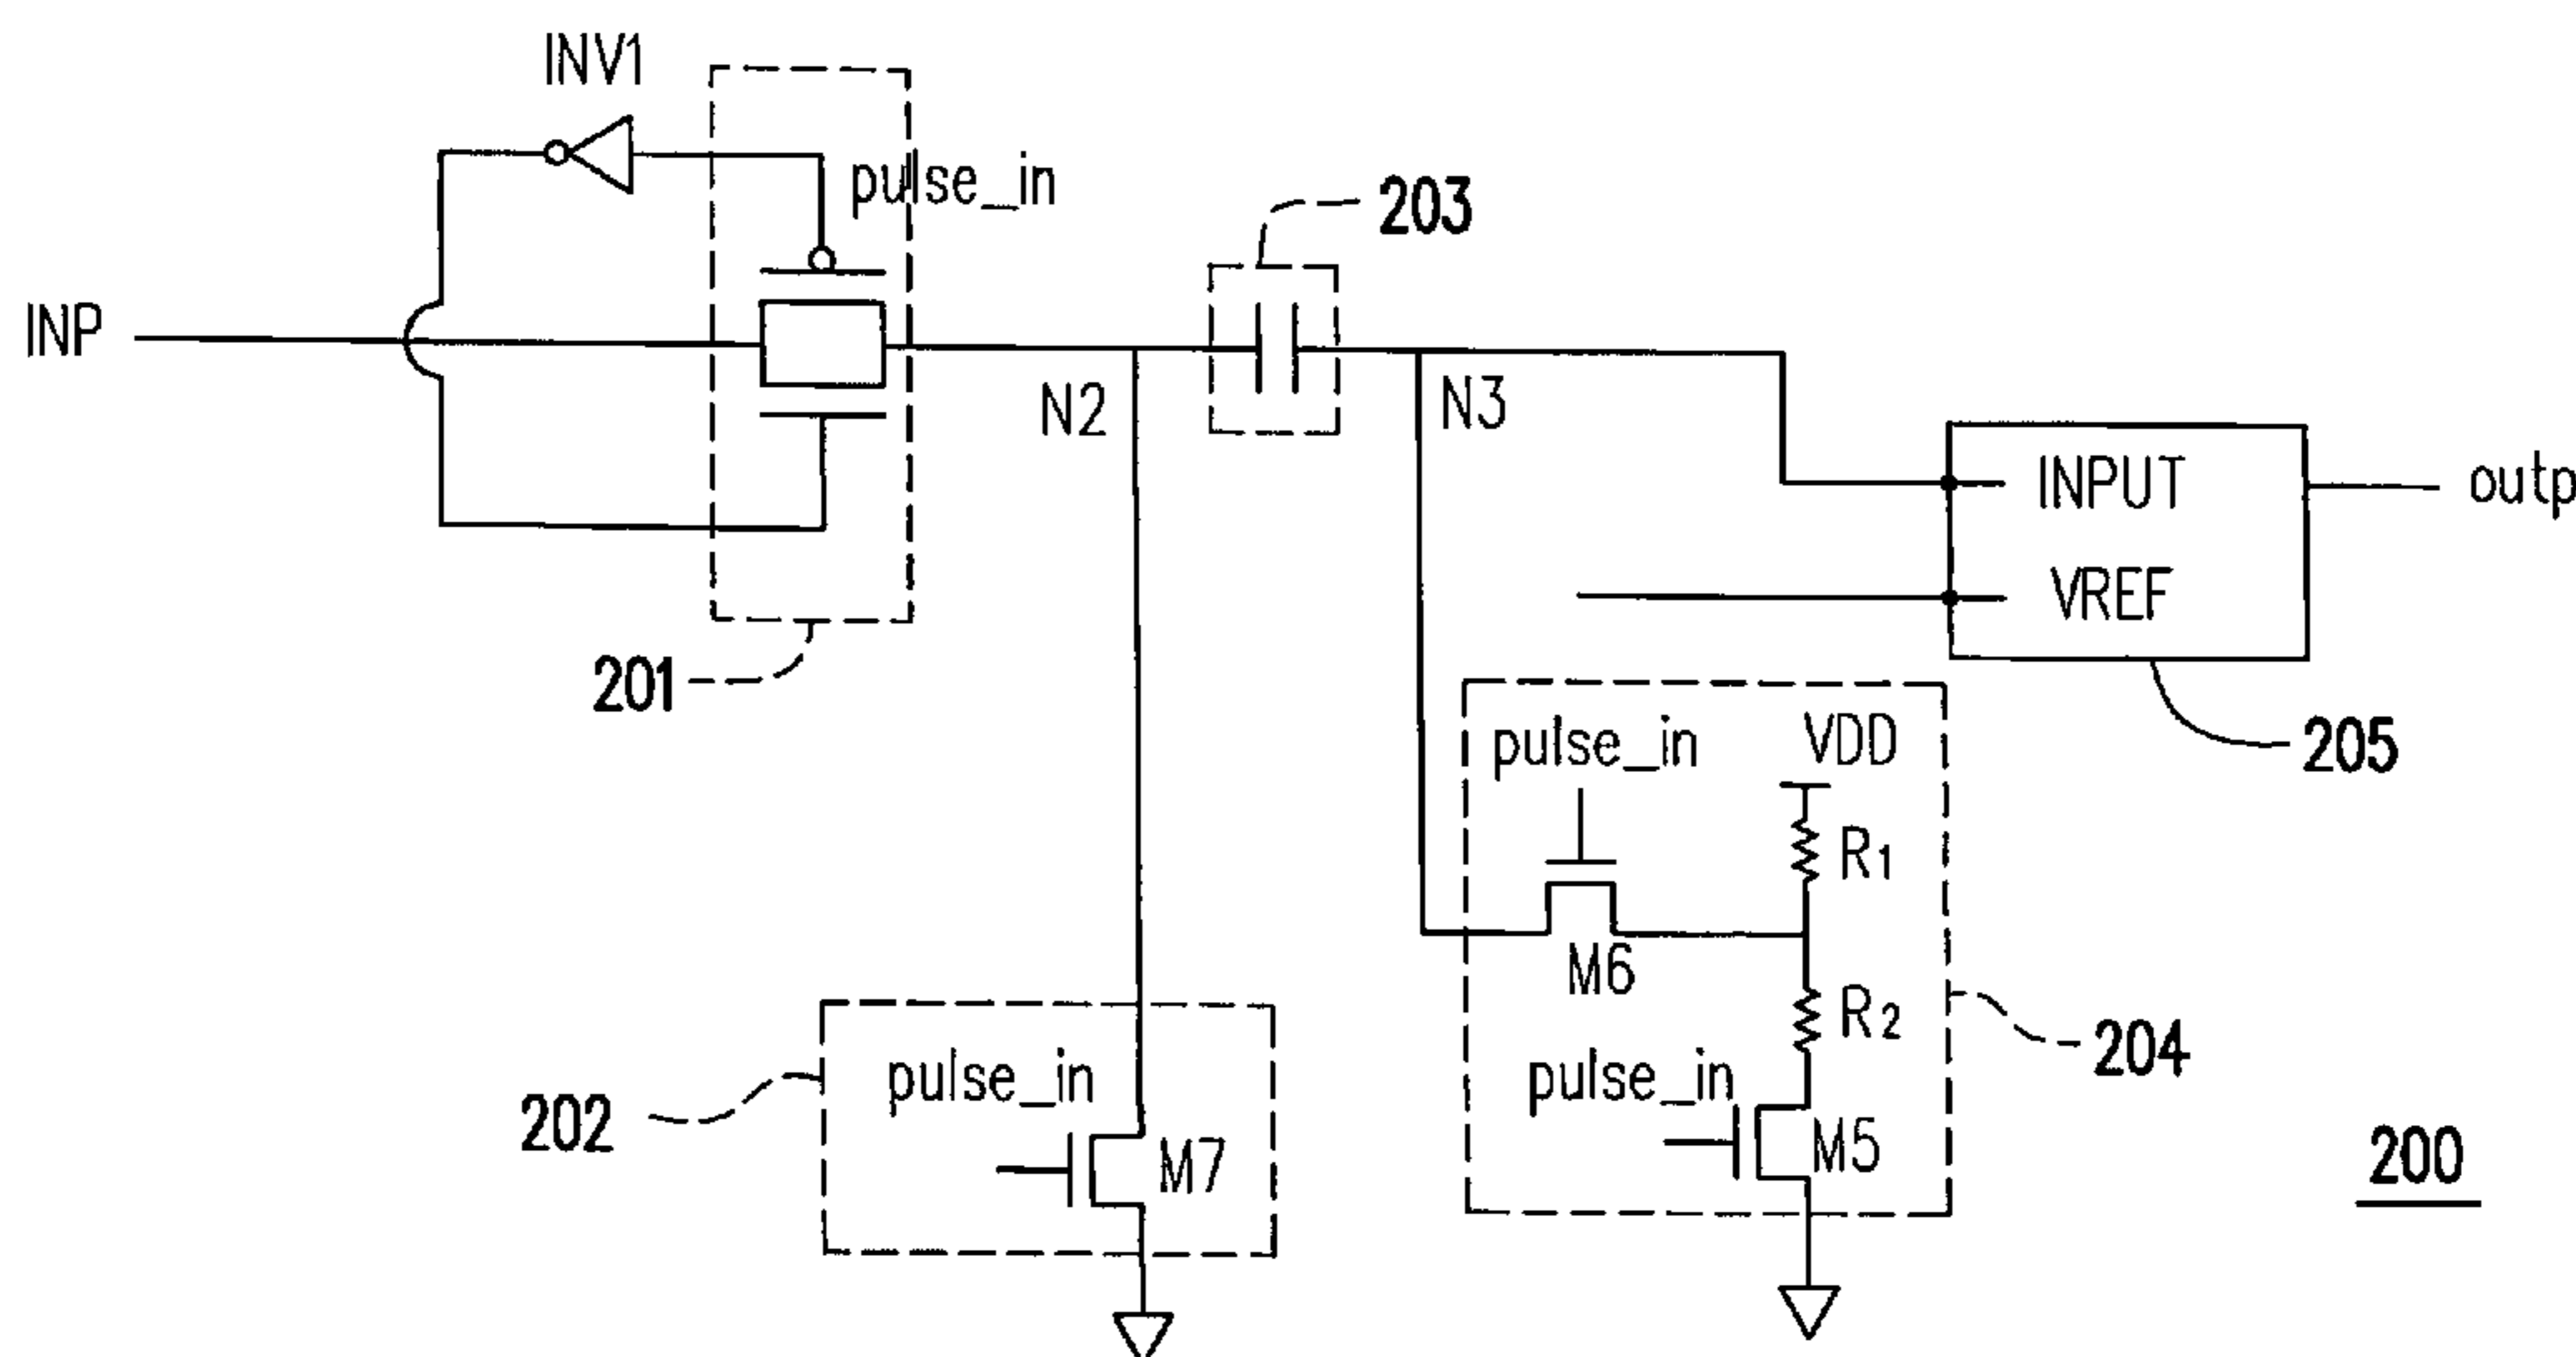 INV1
pulse_in
203
INP
N2
N3
INPUT
outp
VREF
201
pulse_in
VDD
205
R1
M6
R2
204
pulse_in
pulse_in
202
M7
M5
200